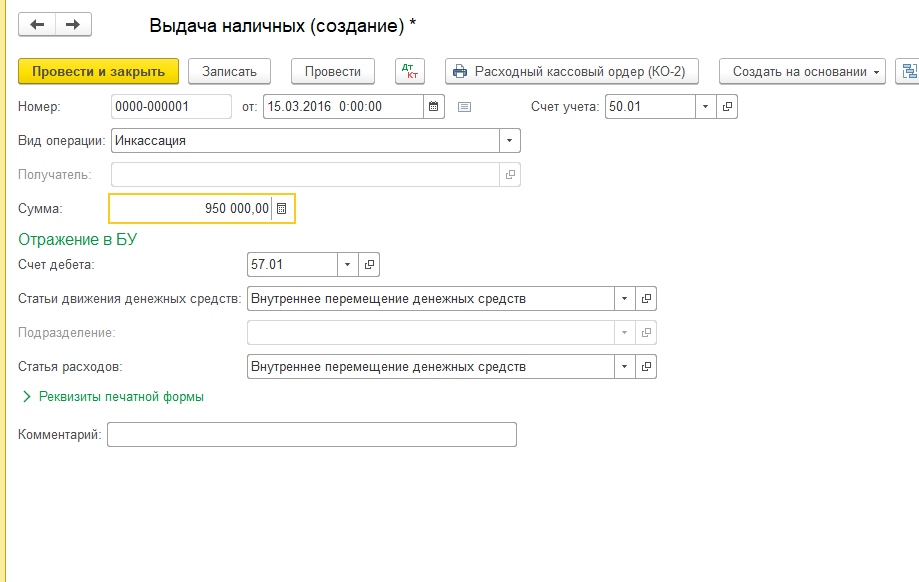 Выдача наличных (создание) *
Провести и закрыть Записать Провести Дт Кт Расходный кассовый ордер (КО-2) Создать на основании
Номер: 0000-000001 от: 15.03.2016 0:00:00 Счет учета: 50.01
Вид операции: Инкассация
Получатель:
Сумма: 950 000,00
Отражение в БУ
Счет дебета: 57.01
Статьи движения денежных средств: Внутреннее перемещение денежных средств
Подразделение:
Статья расходов: Внутреннее перемещение денежных средств
Реквизиты печатной формы
Комментарий: